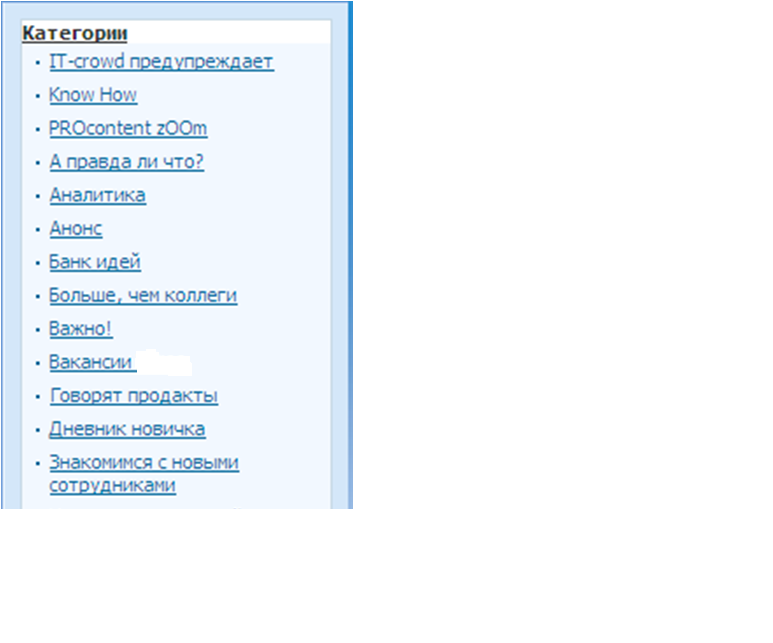 Категории
IT-crowd предупреждает
Know How
PROcontent zOOm
А правда ли что?
Аналитика
Анонс
Банк идей
Больше, чем коллеги
Важно!
Вакансии
Говорят продакты
Дневник новичка
Знакомимся с новыми
сотрудниками